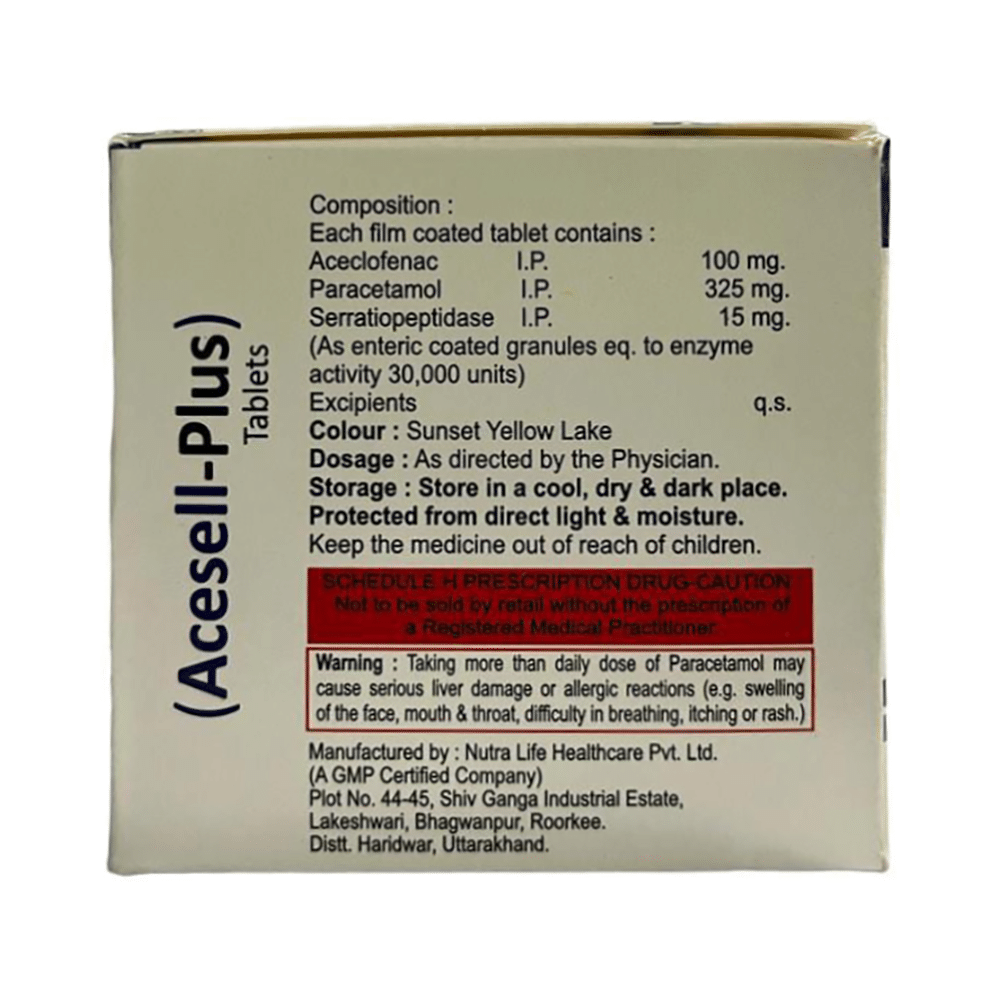 (Acesell-Plus)
Tablets
Composition :
Each film coated tablet contains :
Aceclofenac I.P. 100 mg.
Paracetamol I.P. 325 mg.
Serratiopeptidase I.P. 15 mg.
(As enteric coated granules eq. to enzyme
activity 30,000 units)
Excipients q.s.
Colour : Sunset Yellow Lake
Dosage : As directed by the Physician.
Storage : Store in a cool, dry & dark place.
Protected from direct light & moisture.
Keep the medicine out of reach of children.
SCHEDULE H PRESCRIPTION DRUG-CAUTION
Not to be sold by retail without the prescription of
a Registered Medical Practitioner
Warning : Taking more than daily dose of Paracetamol may
cause serious liver damage or allergic reactions (e.g. swelling
of the face, mouth & throat, difficulty in breathing, itching or rash.)
Manufactured by : Nutra Life Healthcare Pvt. Ltd.
(A GMP Certified Company)
Plot No. 44-45, Shiv Ganga Industrial Estate,
Lakeshwari, Bhagwanpur, Roorkee.
Distt. Haridwar, Uttarakhand.